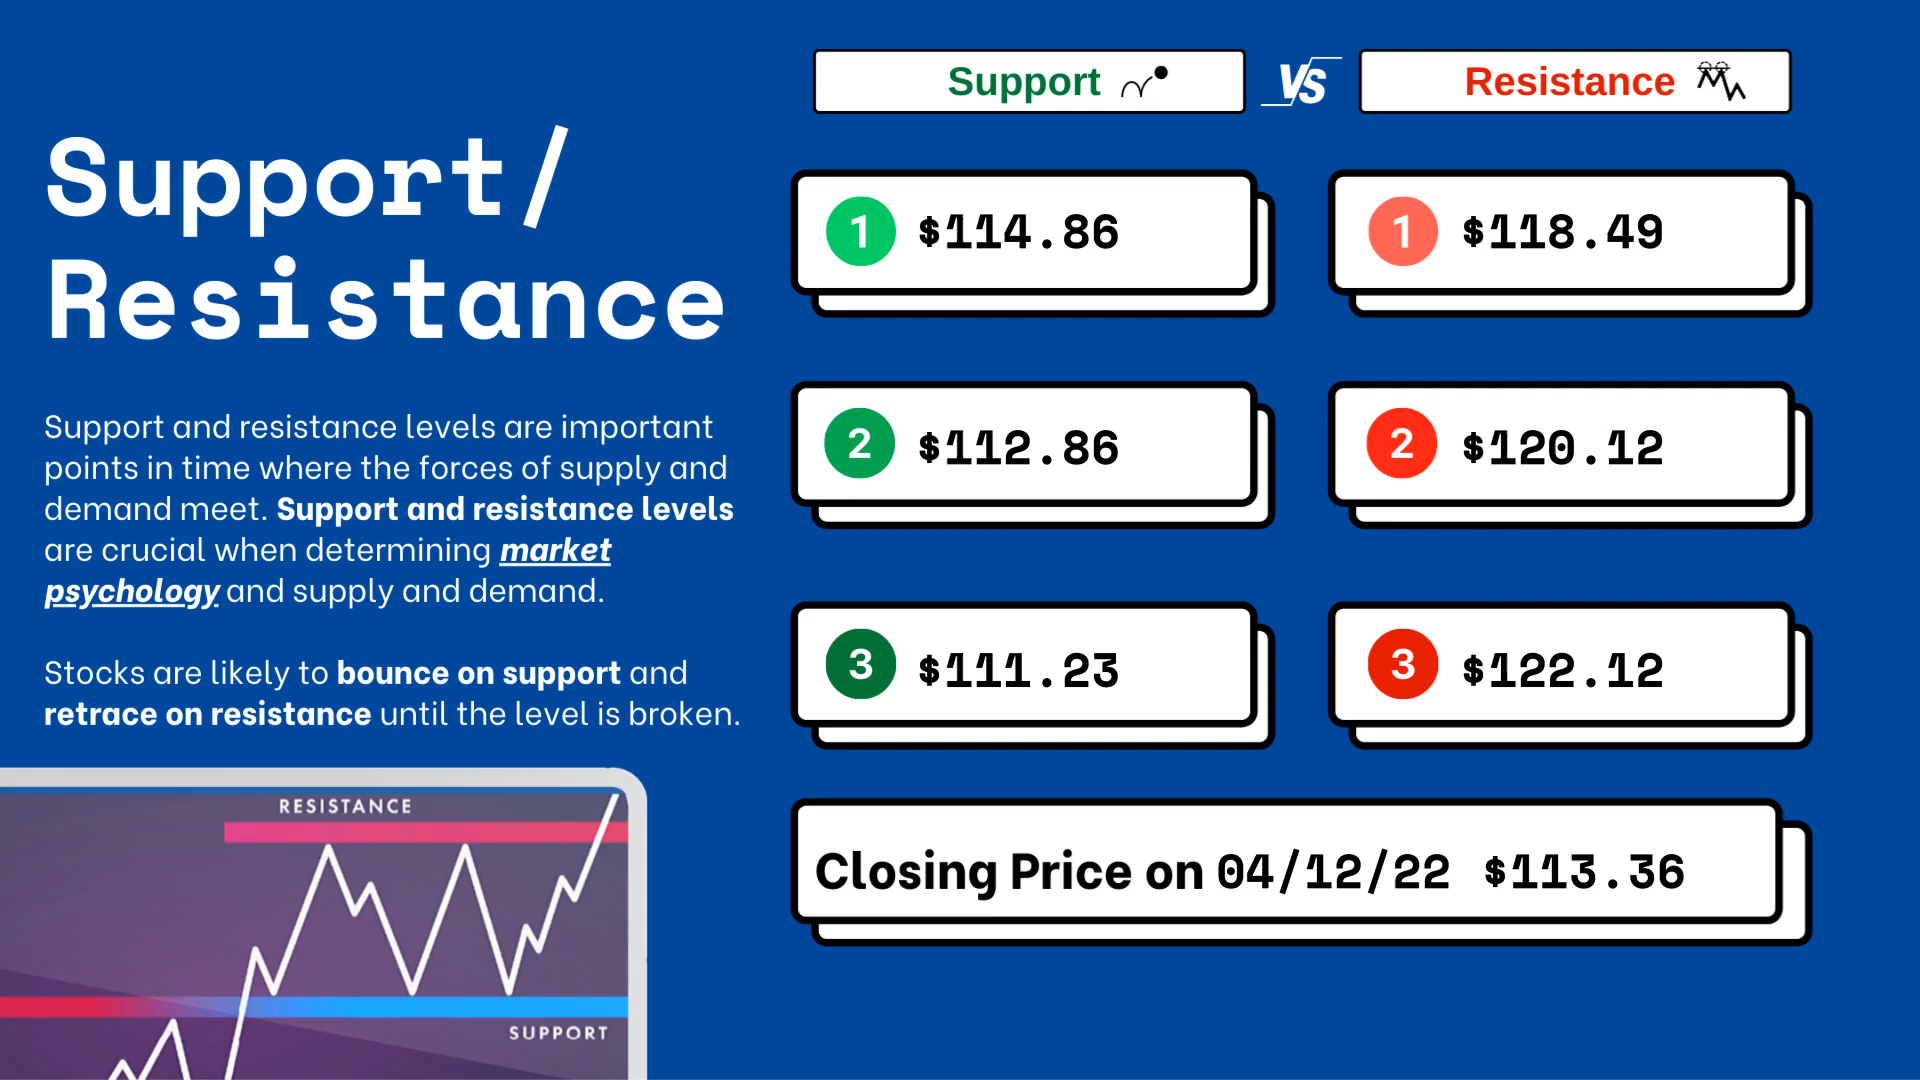 Support/
Resistance
Support and resistance levels are important
points in time where the forces of supply and
demand meet. Support and resistance levels
are crucial when determining market
psychology and supply and demand.
Stocks are likely to bounce on support and
retrace on resistance until the level is broken.
RESISTANCE
SUPPORT
Support VS Resistance
1 $114.86
1 $118.49
2 $112.86
2 $120.12
3 $111.23
3 $122.12
Closing Price on 04/12/22 $113.36